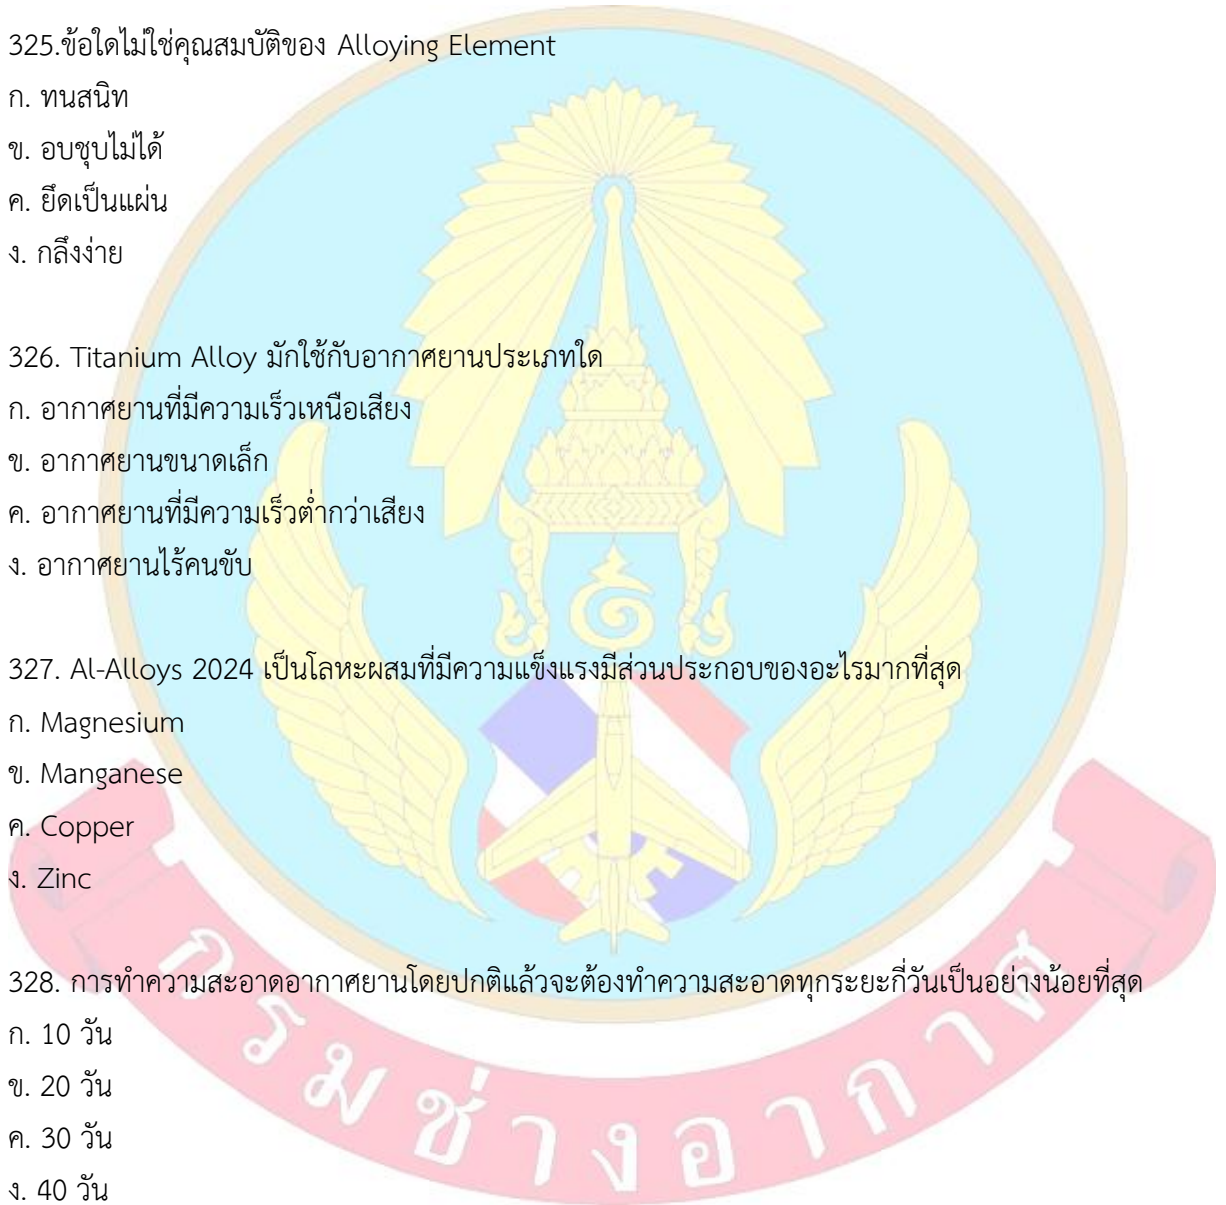 325.ข้อใดไม่ใช่คุณสมบัติของ Alloying Element
ก. ทนสนิท
ข. อบชุบไม่ได้
ค. ยึดเป็นแผ่น
ง. กลึงง่าย
326. Titanium Alloy มักใช้กับอากาศยานประเภทใด
ก. อากาศยานที่มีความเร็วเหนือเสียง
ข. อากาศยานขนาดเล็ก
ค. อากาศยานที่มีความเร็วต่ำกว่าเสียง
ง. อากาศยานไร้คนขับ
327. Al-Alloys 2024 เป็นโลหะผสมที่มีความแข็งแรงมีส่วนประกอบของอะไรมากที่สุด
ก. Magnesium
ข. Manganese
ค. Copper
ง. Zinc
328. การทำความสะอาดอากาศยานโดยปกติแล้วจะต้องทำความสะอาดทุกระยะกี่วันเป็นอย่างน้อยที่สุด
ก. 10 วัน
ข. 20 วัน
ค. 30 วัน
ง. 40 วัน
กรมช่างอากาศ